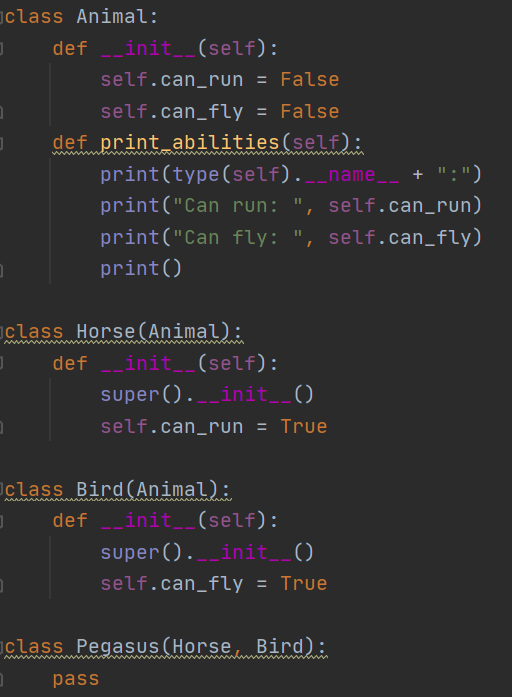 class Animal:
    def __init__(self):
        self.can_run = False
        self.can_fly = False
    def print_abilities(self):
        print(type(self).__name__ + ":")
        print("Can run: ", self.can_run)
        print("Can fly: ", self.can_fly)
        print()

class Horse(Animal):
    def __init__(self):
        super().__init__()
        self.can_run = True

class Bird(Animal):
    def __init__(self):
        super().__init__()
        self.can_fly = True

class Pegasus(Horse, Bird):
    pass